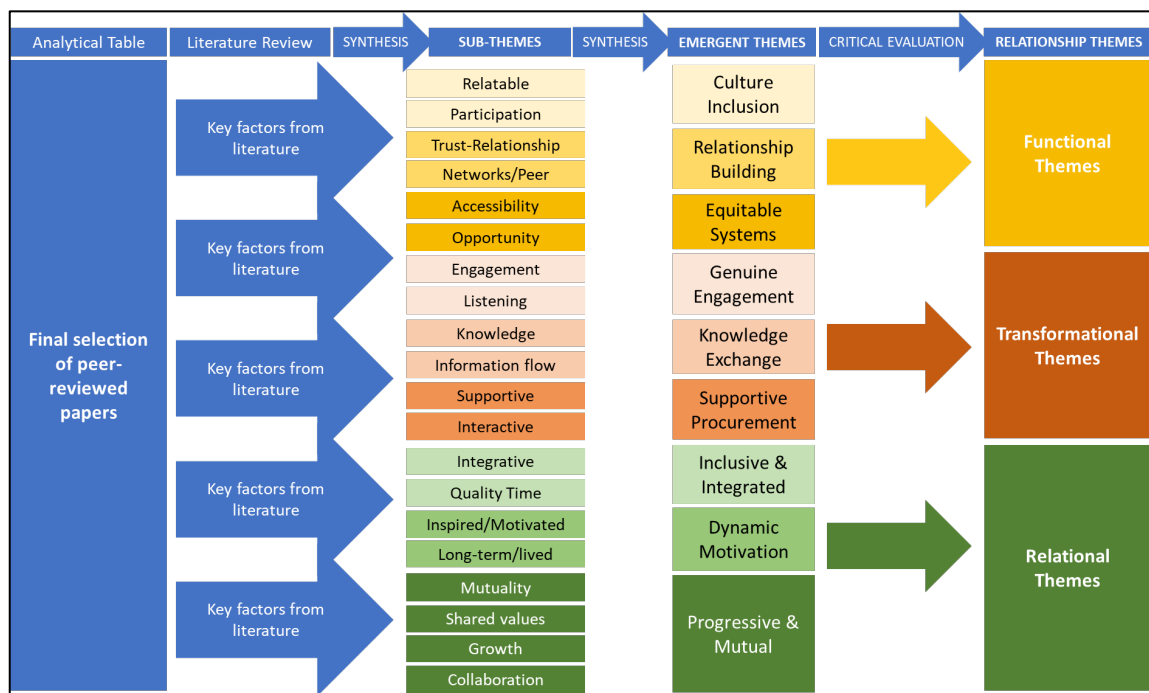 Analytical Table
Literature Review
SYNTHESIS
SUB-THEMES
SYNTHESIS
EMERGENT THEMES
CRITICAL EVALUATION
RELATIONSHIP THEMES
Final selection
of peer-
reviewed
papers
Key factors from
literature
Key factors from
literature
Key factors from
literature
Key factors from
literature
Key factors from
literature
Relatable
Participation
Trust-Relationship
Networks/Peer
Accessibility
Opportunity
Engagement
Listening
Knowledge
Information flow
Supportive
Interactive
Integrative
Quality Time
Inspired/Motivated
Long-term/lived
Mutuality
Shared values
Growth
Collaboration
Culture
Inclusion
Relationship
Building
Equitable
Systems
Genuine
Engagement
Knowledge
Exchange
Supportive
Procurement
Inclusive &
Integrated
Dynamic
Motivation
Progressive &
Mutual
Functional
Themes
Transformational
Themes
Relational
Themes